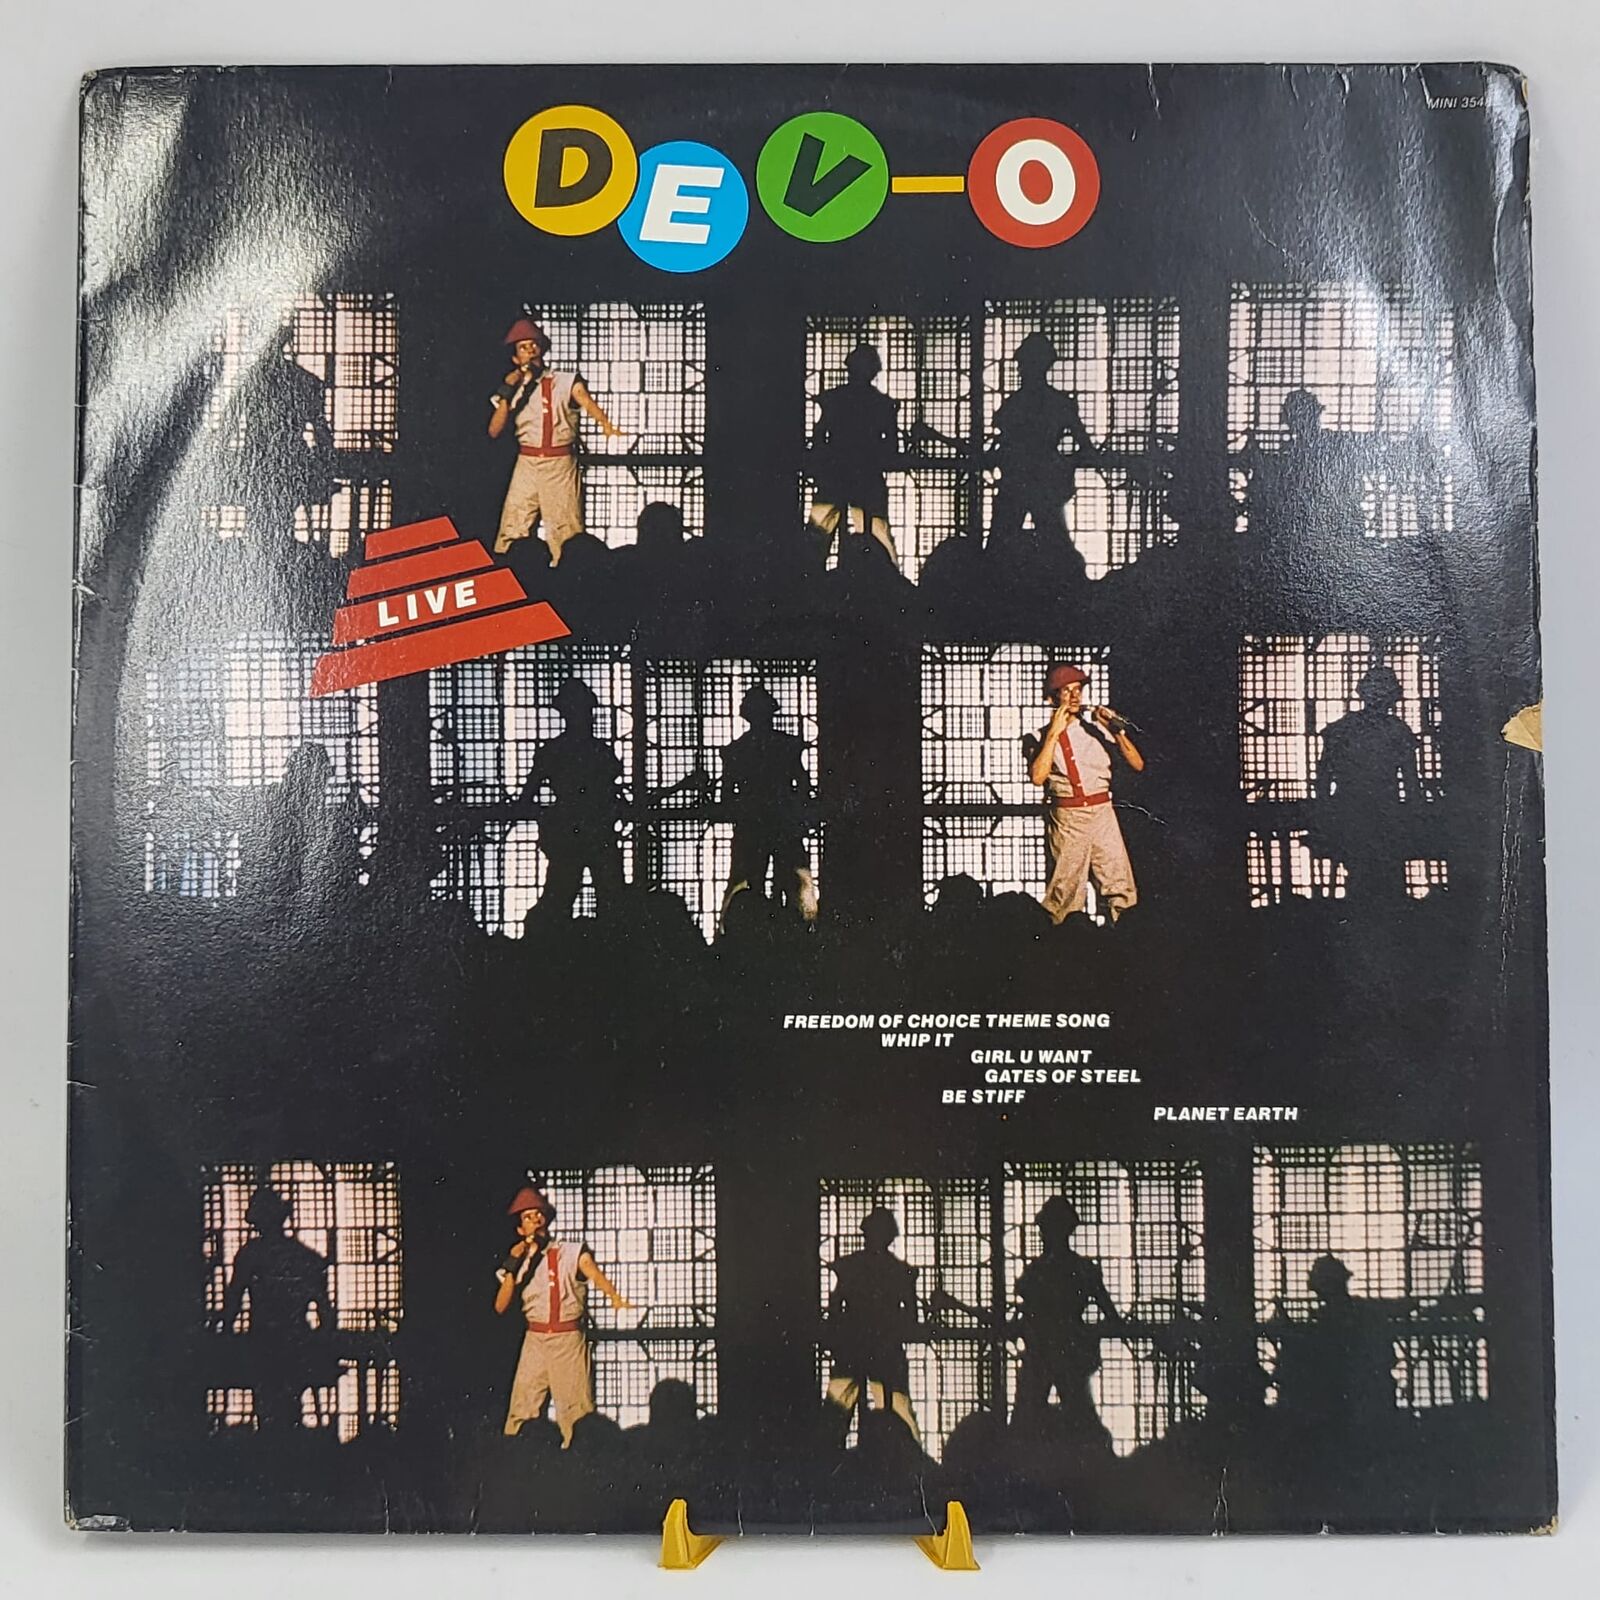 MINI 3548
DEV-O
LIVE
FREEDOM OF CHOICE THEME SONG
WHIP IT
GIRL U WANT
GATES OF STEEL
BE STIFF
PLANET EARTH